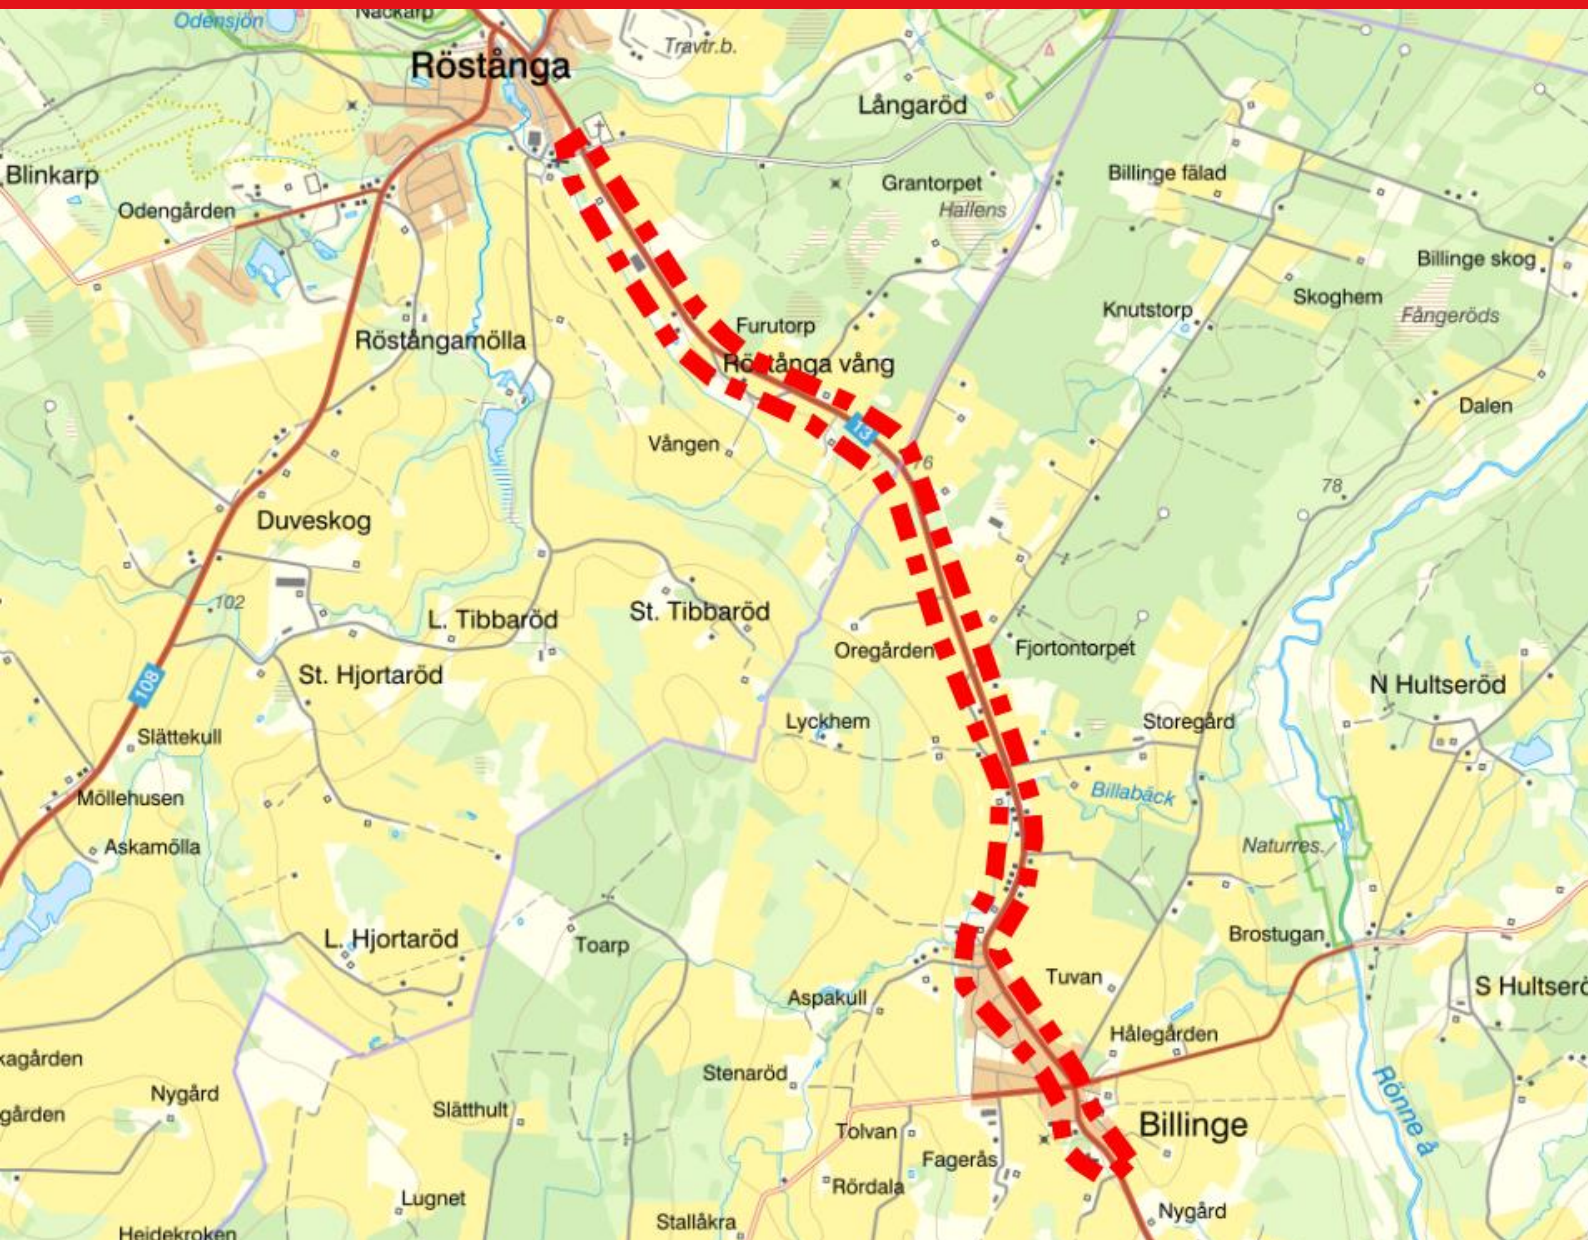 Odensjön
Nackarp
Röstånga
Travtr.b.
Långaröd
Blinkarp
Odengården
Grantorpet
Hallens
Billinge fälad
Billinge skog
Skoghem
Fångeröds
Knutstorp
Furutorp
Röstånga vång
Röstångamölla
Dalen
13
Vången
76
78
Duveskog
102
L. Tibbaröd
St. Tibbaröd
Oregården
Fjortontorpet
St. Hjortaröd
108
N Hultseröd
Lyckhem
Storegård
Slättekull
Billabäck
Möllehusen
Askamölla
Naturres.
L. Hjortaröd
Toarp
Brostugan
Aspakull
Tuvan
S Hultserö
Hålegården
kagården
Stenaröd
Nygård
gården
Slätthult
Rönne å
Billinge
Tolvan
Fagerås
Rördala
Lugnet
Stallåkra
Nygård
Heidekroken